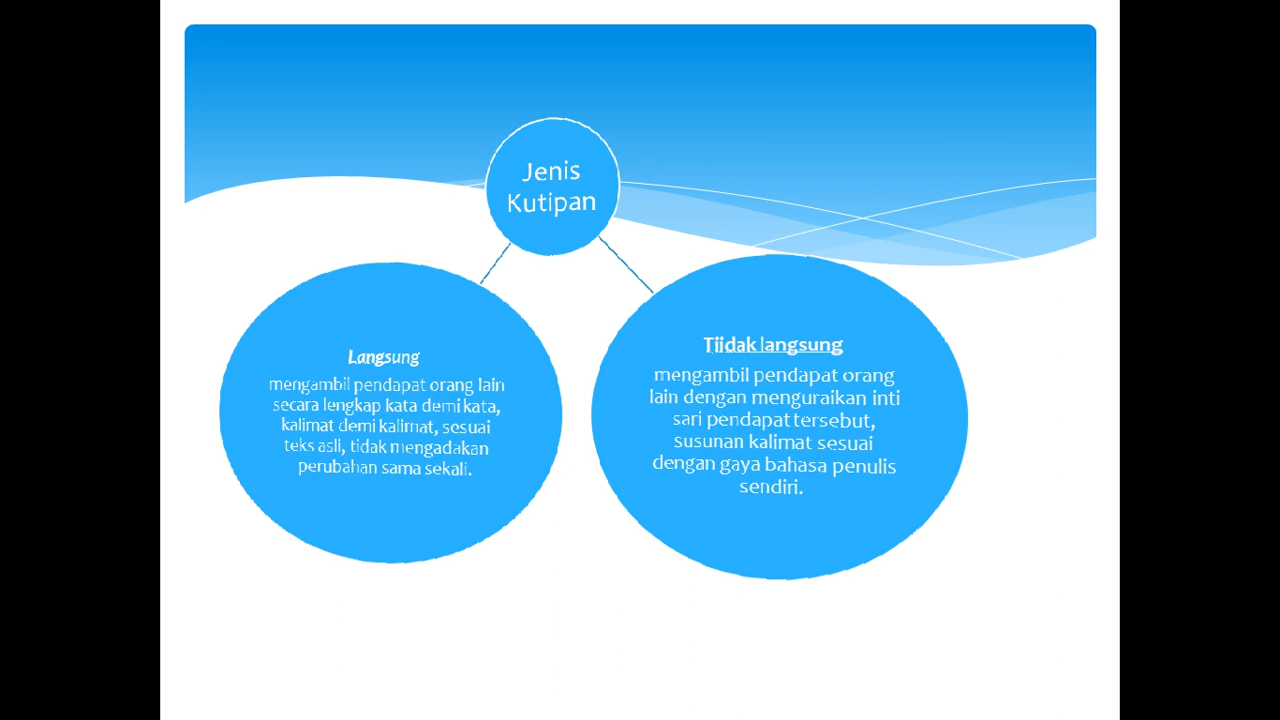 Jenis
Kutipan
Langsung
mengambil pendapat orang lain
secara lengkap kata demi kata,
kalimat demi kalimat, sesuai
teks asli, tidak mengadakan
perubahan sama sekali.
Tiidak langsung
mengambil pendapat orang
lain dengan menguraikan inti
sari pendapat tersebut,
susunan kalimat sesuai
dengan gaya bahasa penulis
sendiri.